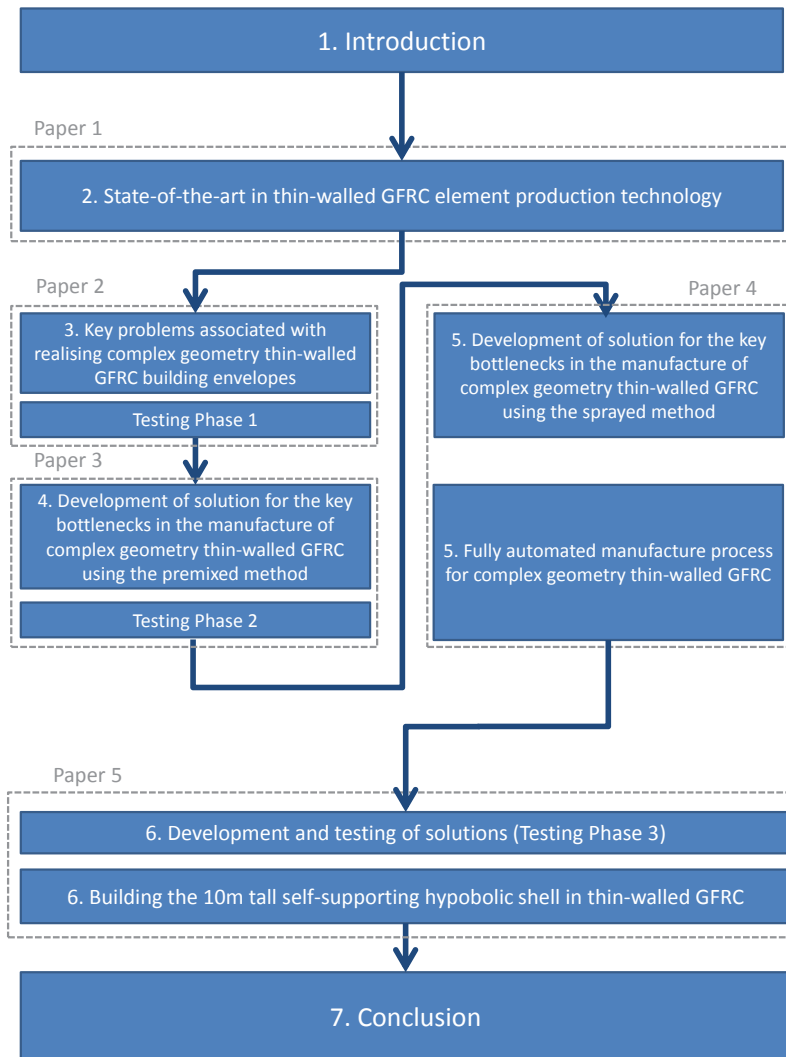 1. Introduction
Paper 1
2. State-of-the-art in thin-walled GFRC element production technology
Paper 2
3. Key problems associated with
realising complex geometry thin-walled
GFRC building envelopes
Testing Phase 1
Paper 3
4. Development of solution for the key
bottlenecks in the manufacture of
complex geometry thin-walled GFRC
using the premixed method
Testing Phase 2
Paper 4
5. Development of solution for the key
bottlenecks in the manufacture of
complex geometry thin-walled GFRC
using the sprayed method
5. Fully automated manufacture process
for complex geometry thin-walled GFRC
Paper 5
6. Development and testing of solutions (Testing Phase 3)
6. Building the 10m tall self-supporting hypobolic shell in thin-walled GFRC
7. Conclusion